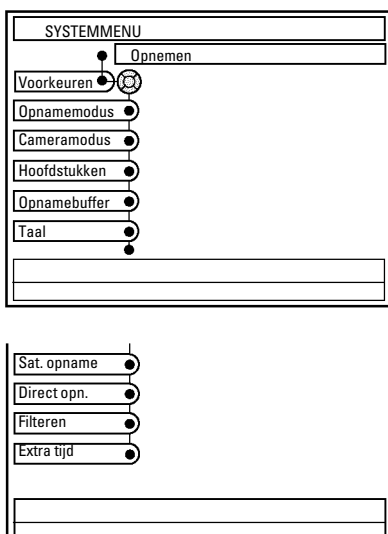 SYSTEMMENU
Opnemen
Voorkeuren
Opnamemodus
Cameramodus
Hoofdstukken
Opnamebuffer
Taal
Sat. opname
Direct opn.
Filteren
Extra tijd